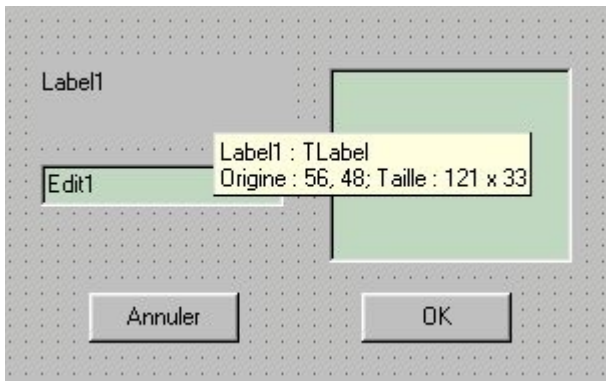 Label1
Label1 : TLabel
Origine : 56, 48; Taille : 121 x 33
Edit1
Annuler
OK